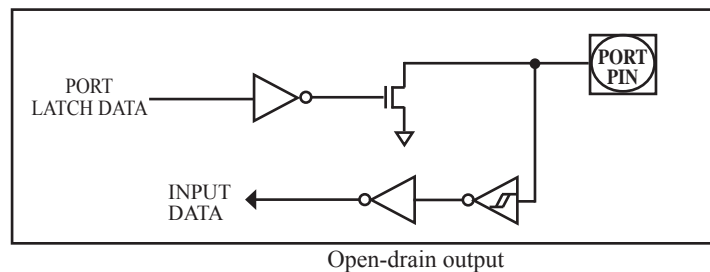 PORT
LATCH DATA
PORT
PIN
INPUT
DATA
Open-drain output